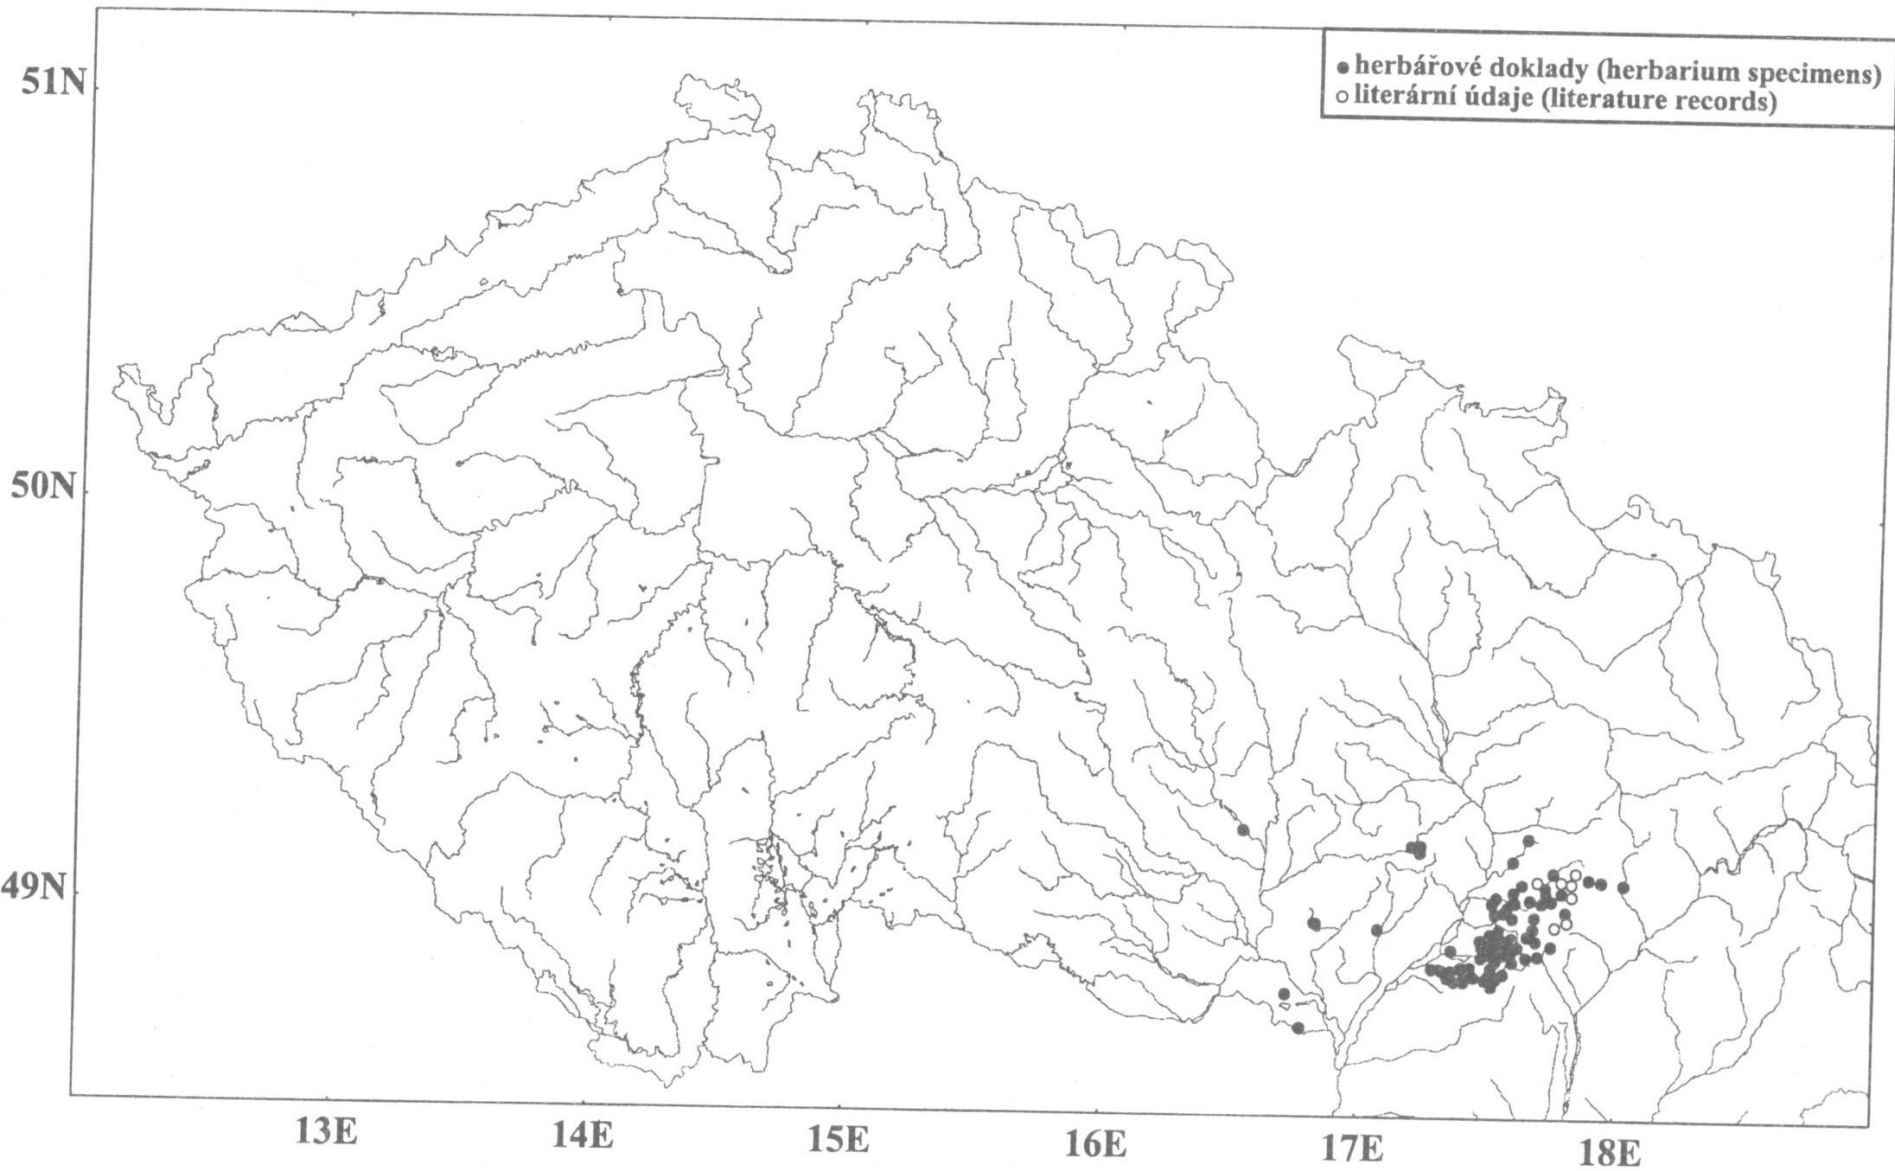 herbářové doklady (herbarium specimens)
literární údaje (literature records)
51N
50N
49N
13E
14E
15E
16E
17E
18E